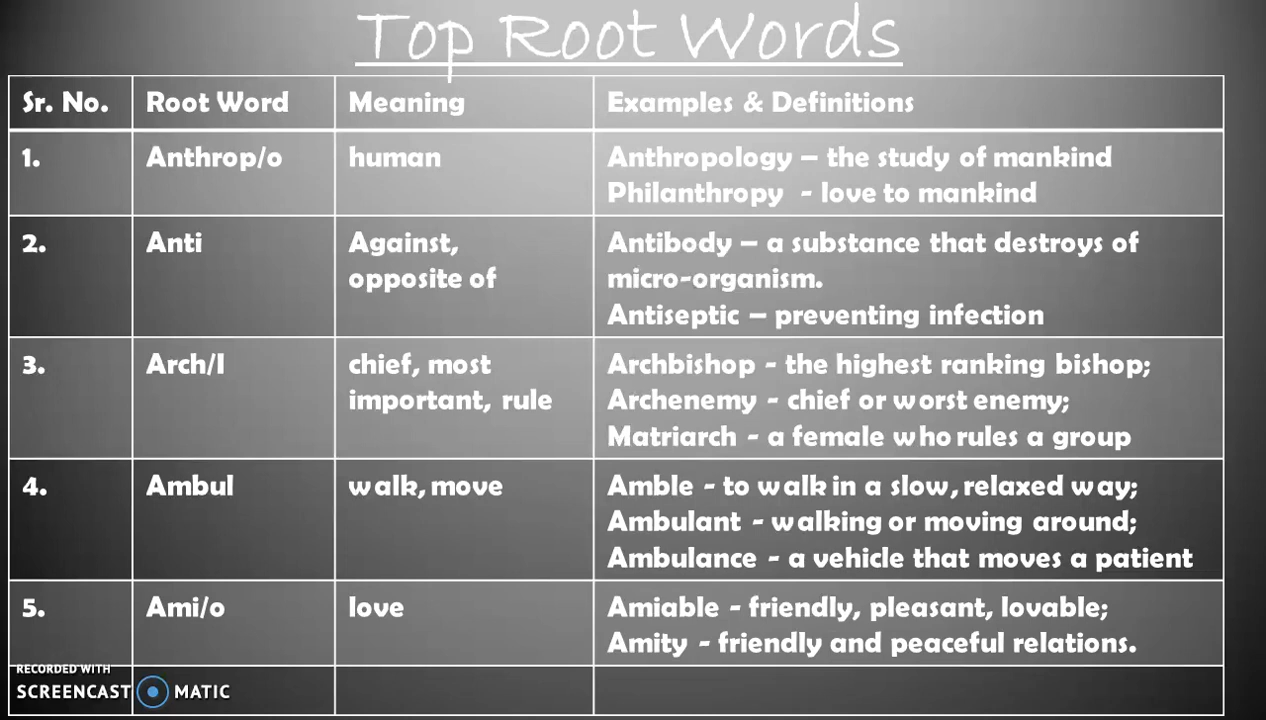 Top Root Words
Sr. No. Root Word Meaning Examples & Definitions
1. Anthrop/o human Anthropology – the study of mankind
Philanthropy - love to mankind
2. Anti Against, Antibody – a substance that destroys of
opposite of micro-organism.
Antiseptic – preventing infection
3. Arch/I chief, most Archbishop - the highest ranking bishop;
important, rule Archenemy - chief or worst enemy;
Matriarch - a female who rules a group
4. Ambul walk, move Amble - to walk in a slow, relaxed way;
Ambulant - walking or moving around;
Ambulance - a vehicle that moves a patient
5. Ami/o love Amiable - friendly, pleasant, lovable;
Amity - friendly and peaceful relations.
RECORDED WITH
SCREENCAST MATIC